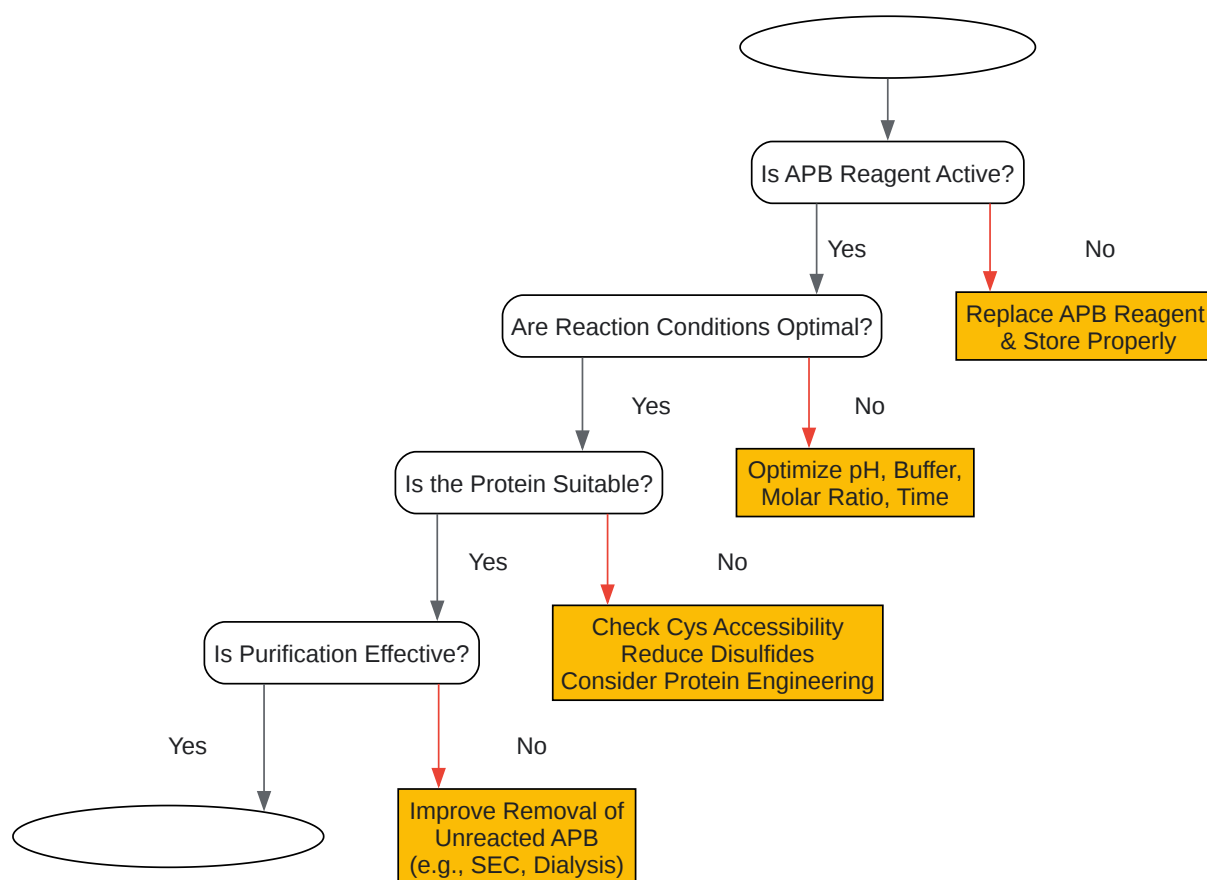 Is APB Reagent Active?
Yes
No
Are Reaction Conditions Optimal?
Replace APB Reagent
& Store Properly
Yes
No
Is the Protein Suitable?
Optimize pH, Buffer,
Molar Ratio, Time
Yes
No
Check Cys Accessibility
Reduce Disulfides
Consider Protein Engineering
Is Purification Effective?
Yes
No
Improve Removal of
Unreacted APB
(e.g., SEC, Dialysis)